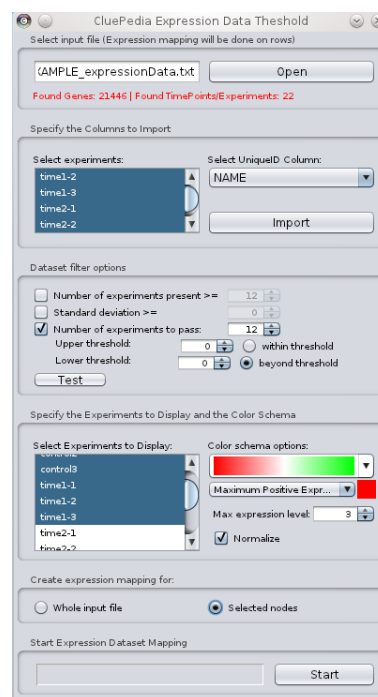 CluePedia Expression Data Theshold
Select input file (Expression mapping will be done on rows)
AMPLE_expressionData.txt
Open
Found Genes: 21446 | Found TimePoints/Experiments: 22
Specify the Columns to Import
Select experiments: Select UniqueID Column:
time1-2
NAME
time1-3
time2-1
time2-2
Import
Dataset filter options
Number of experiments present >= 12
Standard deviation >= 0
Number of experiments to pass: 12
Upper threshold: 0 within threshold
Lower threshold: 0 beyond threshold
Test
Specify the Experiments to Display and the Color Schema
Select Experiments to Display: Color schema options:
control2
control3
time1-1
time1-2
Maximum Positive Expr...
time1-3
Max expression level: 3
time2-1
Normalize
time2-2
Create expression mapping for:
Whole input file Selected nodes
Start Expression Dataset Mapping
Start